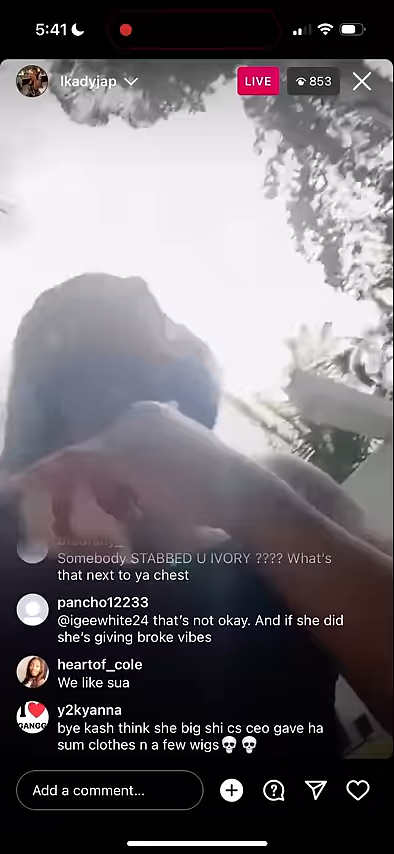 5:41
lkadyjap
LIVE
853
Somebody STABBED U IVORY ???? What's
that next to ya chest
pancho12233
@igeewhite24 that's not okay. And if she did
she's giving broke vibes
heartof_cole
We like sua
I
GANGG
y2kyanna
bye kash think she big shi cs ceo gave ha
sum clothes n a few wigs💀💀
Add a comment...